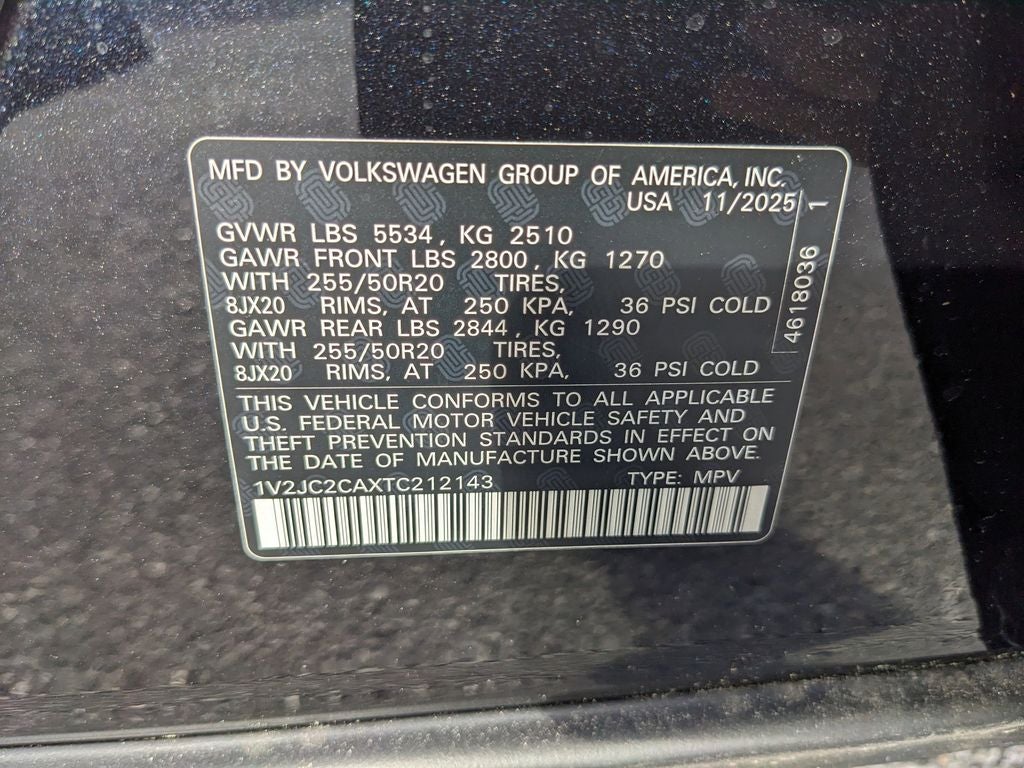 MFD BY VOLKSWAGEN GROUP OF AMERICA, INC.
USA 11/2025
GVWR LBS 5534, KG 2510
GAWR FRONT LBS 2800, KG 1270
WITH 255/50R20 TIRES,
8JX20 RIMS, AT 250 KPA, 36 PSI COLD
GAWR REAR LBS 2844, KG 1290
WITH 255/50R20 TIRES,
8JX20 RIMS, AT 250 KPA, 36 PSI COLD
4618036 1
THIS VEHICLE CONFORMS TO ALL APPLICABLE
U.S. FEDERAL MOTOR VEHICLE SAFETY AND
THEFT PREVENTION STANDARDS IN EFFECT ON
THE DATE OF MANUFACTURE SHOWN ABOVE.
1V2JC2CAXTC212143 TYPE: MPV